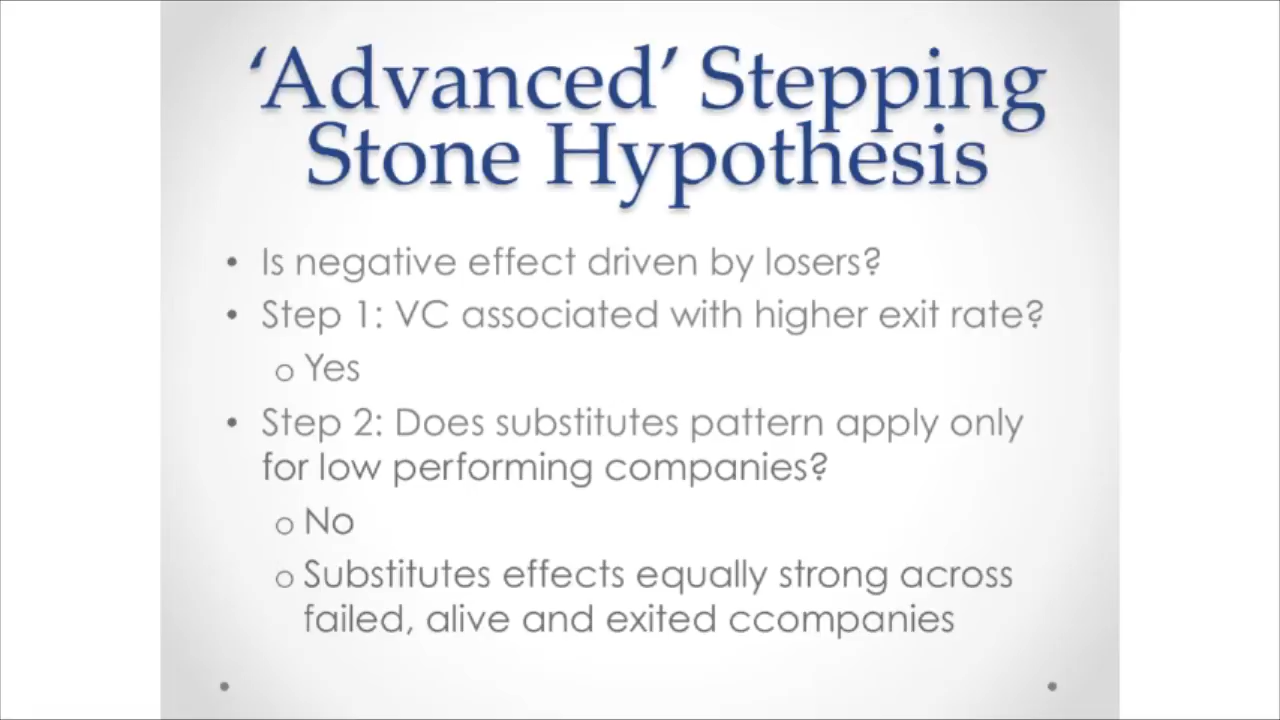 ‘Advanced’ Stepping
Stone Hypothesis
• Is negative effect driven by losers?
• Step 1: VC associated with higher exit rate?
o Yes
• Step 2: Does substitutes pattern apply only
for low performing companies?
o No
o Substitutes effects equally strong across
failed, alive and exited ccompanies